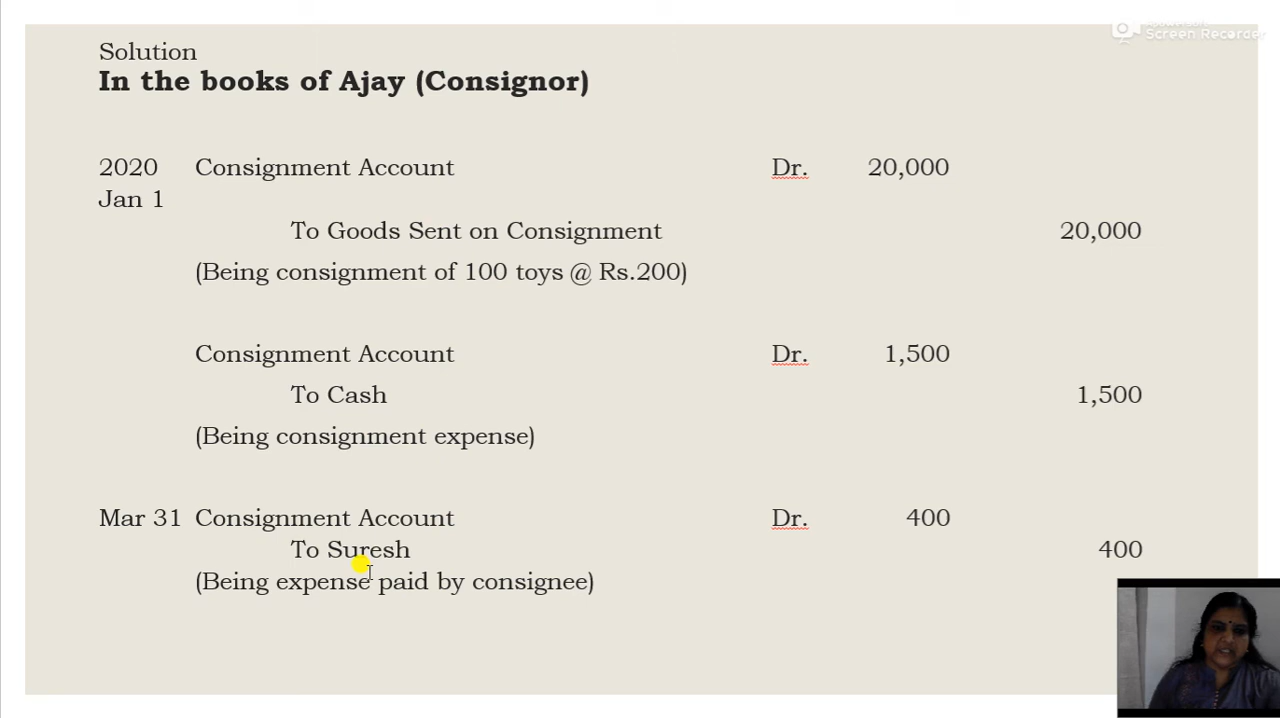 Screen Recorder
Solution
In the books of Ajay (Consignor)
2020 Consignment Account Dr. 20,000
Jan 1
To Goods Sent on Consignment 20,000
(Being consignment of 100 toys @ Rs.200)
Consignment Account Dr. 1,500
To Cash 1,500
(Being consignment expense)
Mar 31 Consignment Account Dr. 400
To Suresh 400
(Being expense paid by consignee)